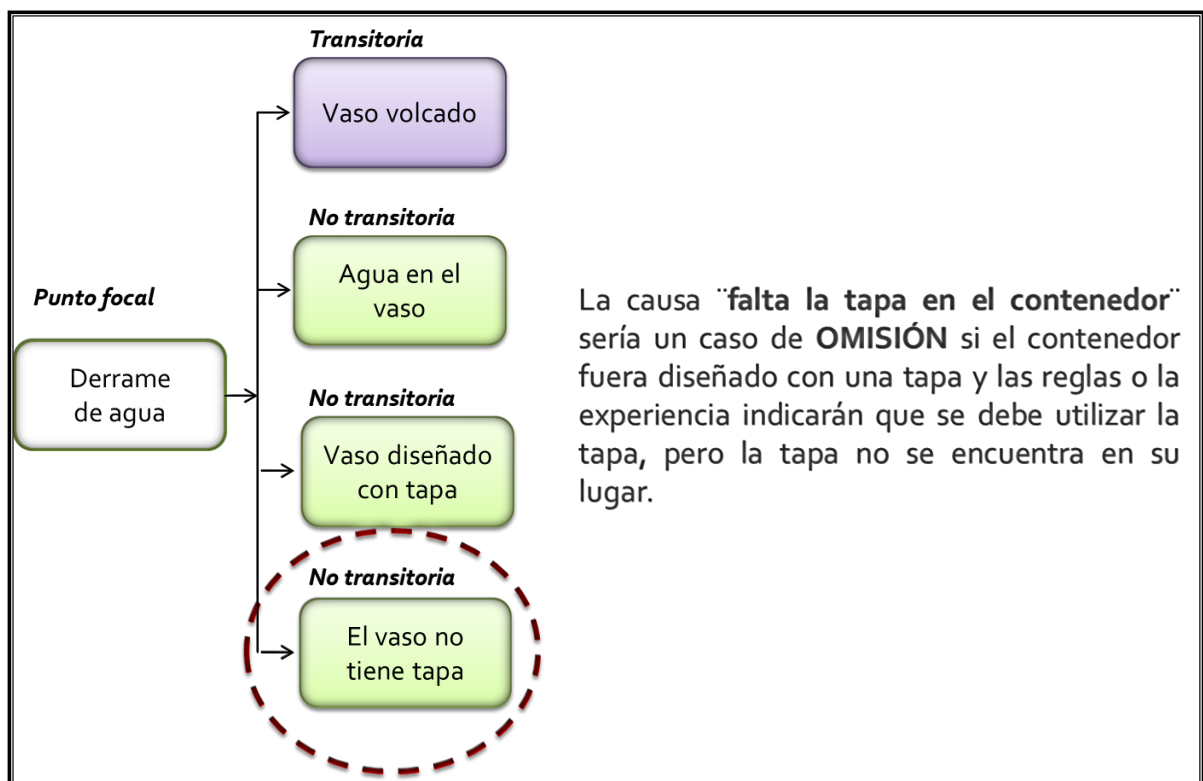 Transitoria
Vaso volcado
No transitoria
Agua en el
vaso
Punto focal
Derrame
de agua
No transitoria
Vaso diseñado
con tapa
No transitoria
El vaso no
tiene tapa
La causa ¨falta la tapa en el contenedor¨
sería un caso de OMISIÓN si el contenedor
fuera diseñado con una tapa y las reglas o la
experiencia indicarán que se debe utilizar la
tapa, pero la tapa no se encuentra en su
lugar.